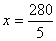 x = 280/5